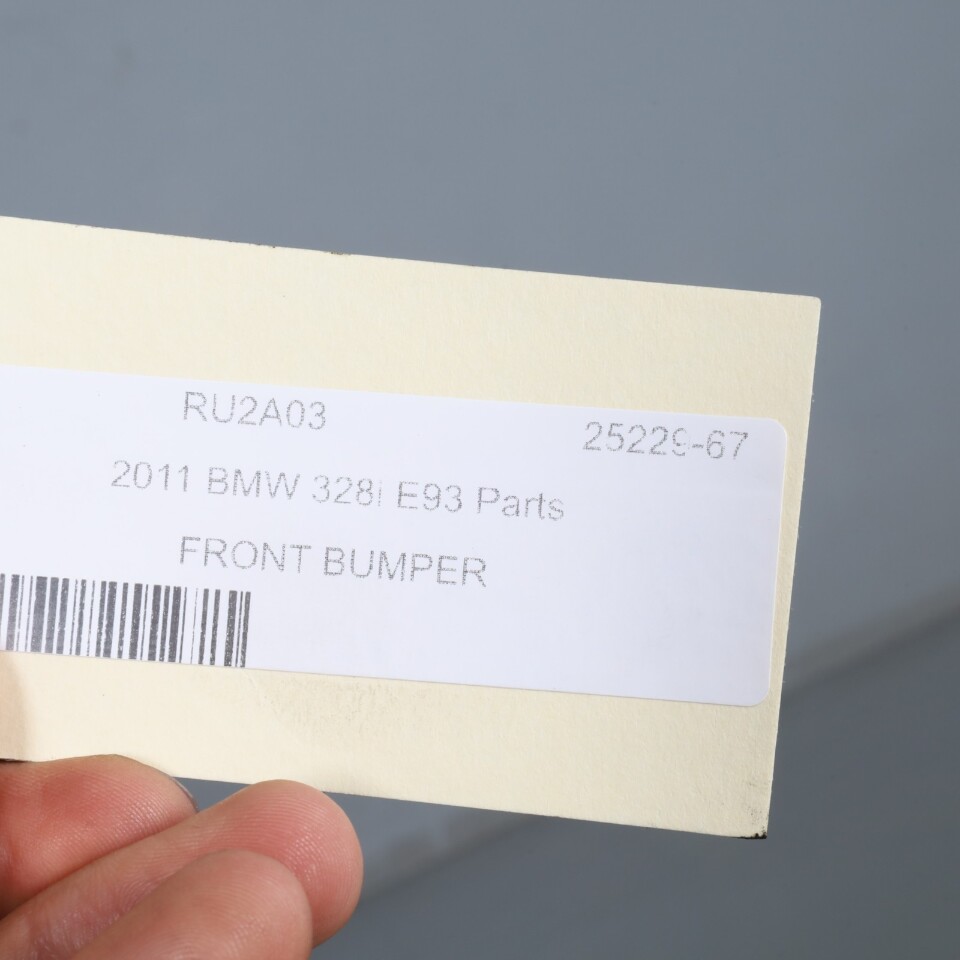 RU2A03 25229-67
2011 BMW 328i E93 Parts
FRONT BUMPER